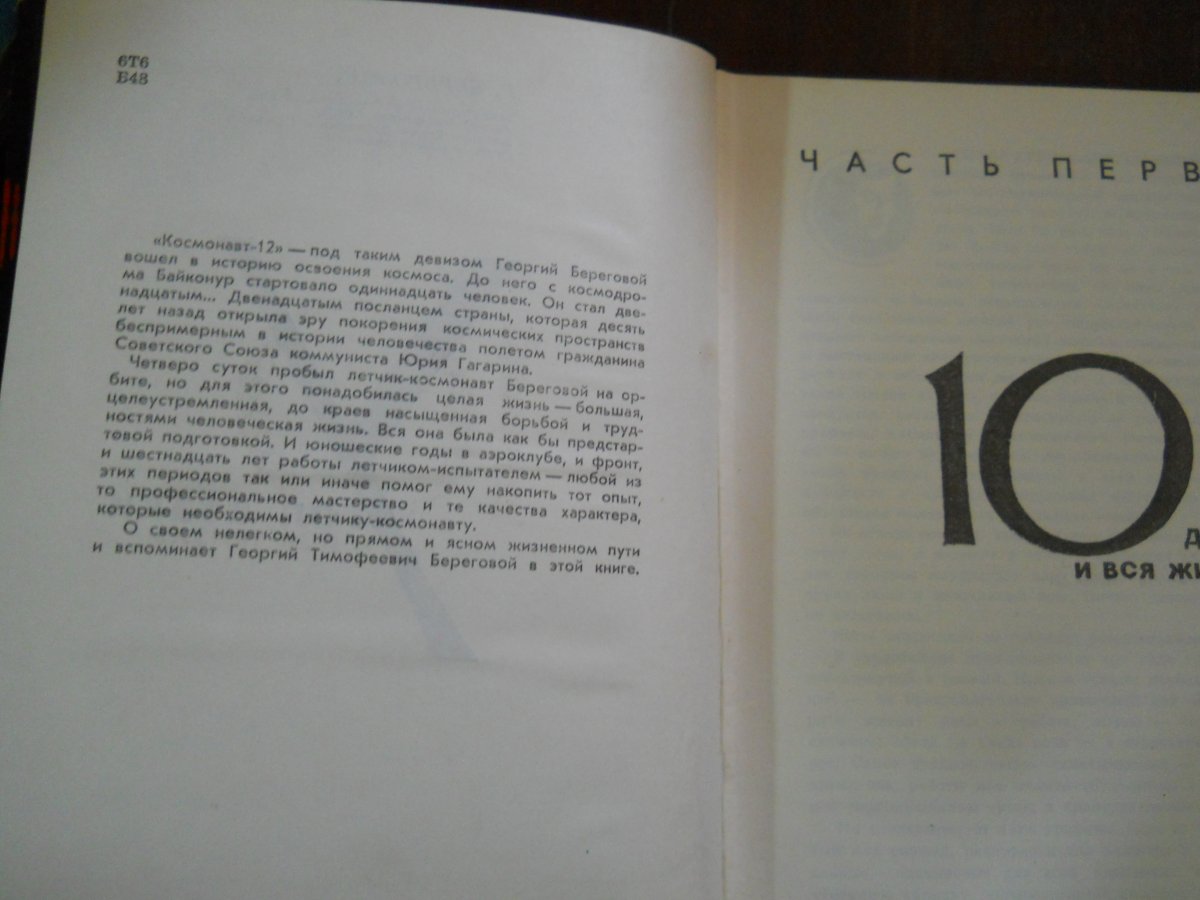 6Т6
Б48
«Космонавт-12» — под таким девизом Георгий Береговой
вошел в историю освоения космоса. До него с космодро-
ма Байконур стартовало одиннадцать человек. Он стал две-
надцатым... Двенадцатым посланцем страны, которая десять
лет назад открыла эру покорения космических пространств
беспримерным в истории человечества полетом гражданина
Советского Союза коммуниста Юрия Гагарина.
Четверо суток пробыл летчик-космонавт Береговой на ор-
бите, но для этого понадобилась целая жизнь — большая,
целеустремленная, до краев насыщенная борьбой и труд-
ностями человеческая жизнь. Вся она была как бы предстар-
товой подготовкой. И юношеские годы в аэроклубе, и фронт,
и шестнадцать лет работы летчиком-испытателем — любой из
этих периодов так или иначе помог ему накопить тот опыт,
то профессиональное мастерство и те качества характера,
которые необходимы летчику-космонавту.
О своем нелегком, но прямом и ясном жизненном пути
и вспоминает Георгий Тимофеевич Береговой в этой книге.
ЧАСТЬ ПЕРВ
10
Д
И ВСЯ ЖИ